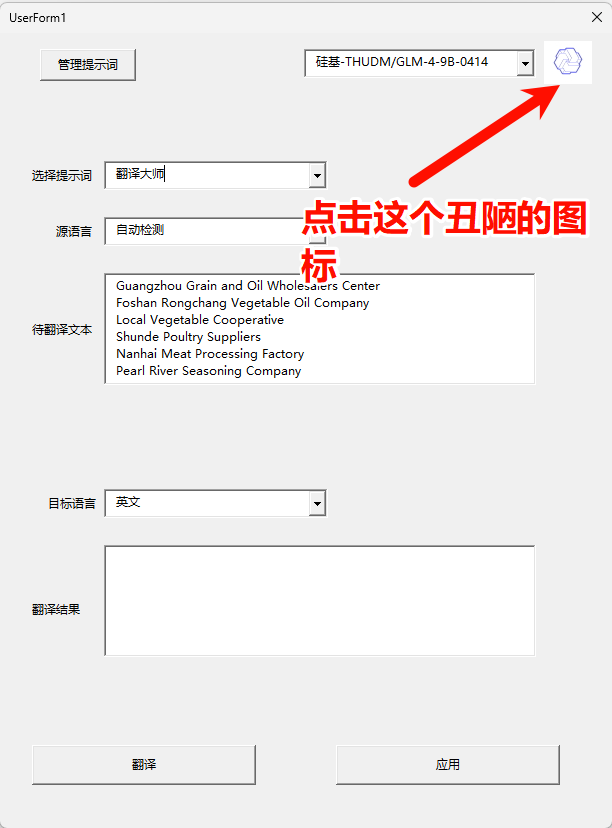 UserForm1
管理提示词
硅基-THUDM/GLM-4-9B-0414
选择提示词
翻译大师
点击这个丑陋的图
标
源语言
自动检测
待翻译文本
Guangzhou Grain and Oil Wholesalers Center
Foshan Rongchang Vegetable Oil Company
Local Vegetable Cooperative
Shunde Poultry Suppliers
Nanhai Meat Processing Factory
Pearl River Seasoning Company
目标语言
英文
翻译结果
翻译
应用